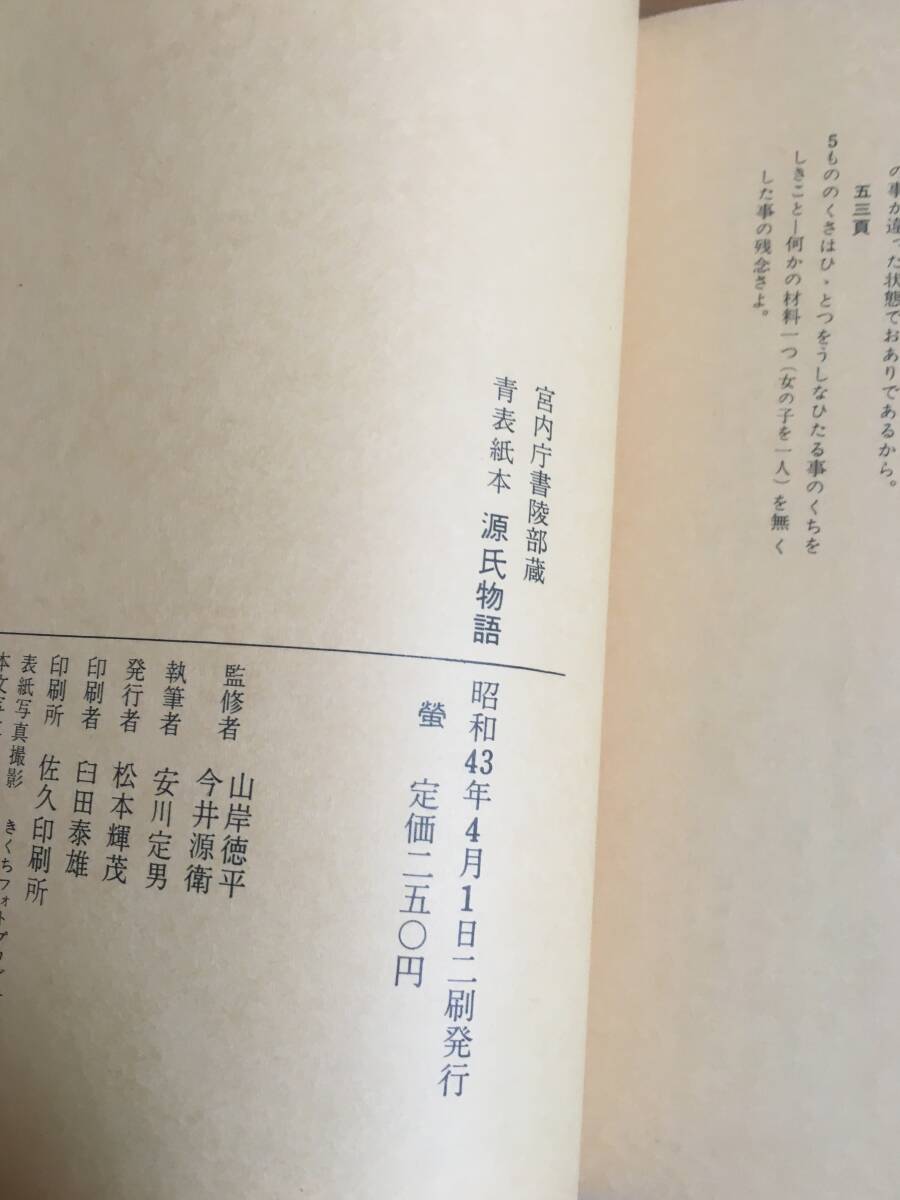 の事が違った状態でおありであるから。
五三頁
5もののくさはひ・とつをうしなひたる事のくちを
しきこと―何かの材料一つ(女の子を一人)を無く
した事の残念さよ。
宮内庁書陵部蔵
青表紙本 源氏物語
昭和43年4月1日二刷発行
螢 定価二五〇円
監修者 山岸徳平
今井源衛
執筆者 安川定男
発行者 松本輝茂
印刷者 臼田泰雄
印刷所 佐久印刷所
表紙写真撮影 きくちフォト